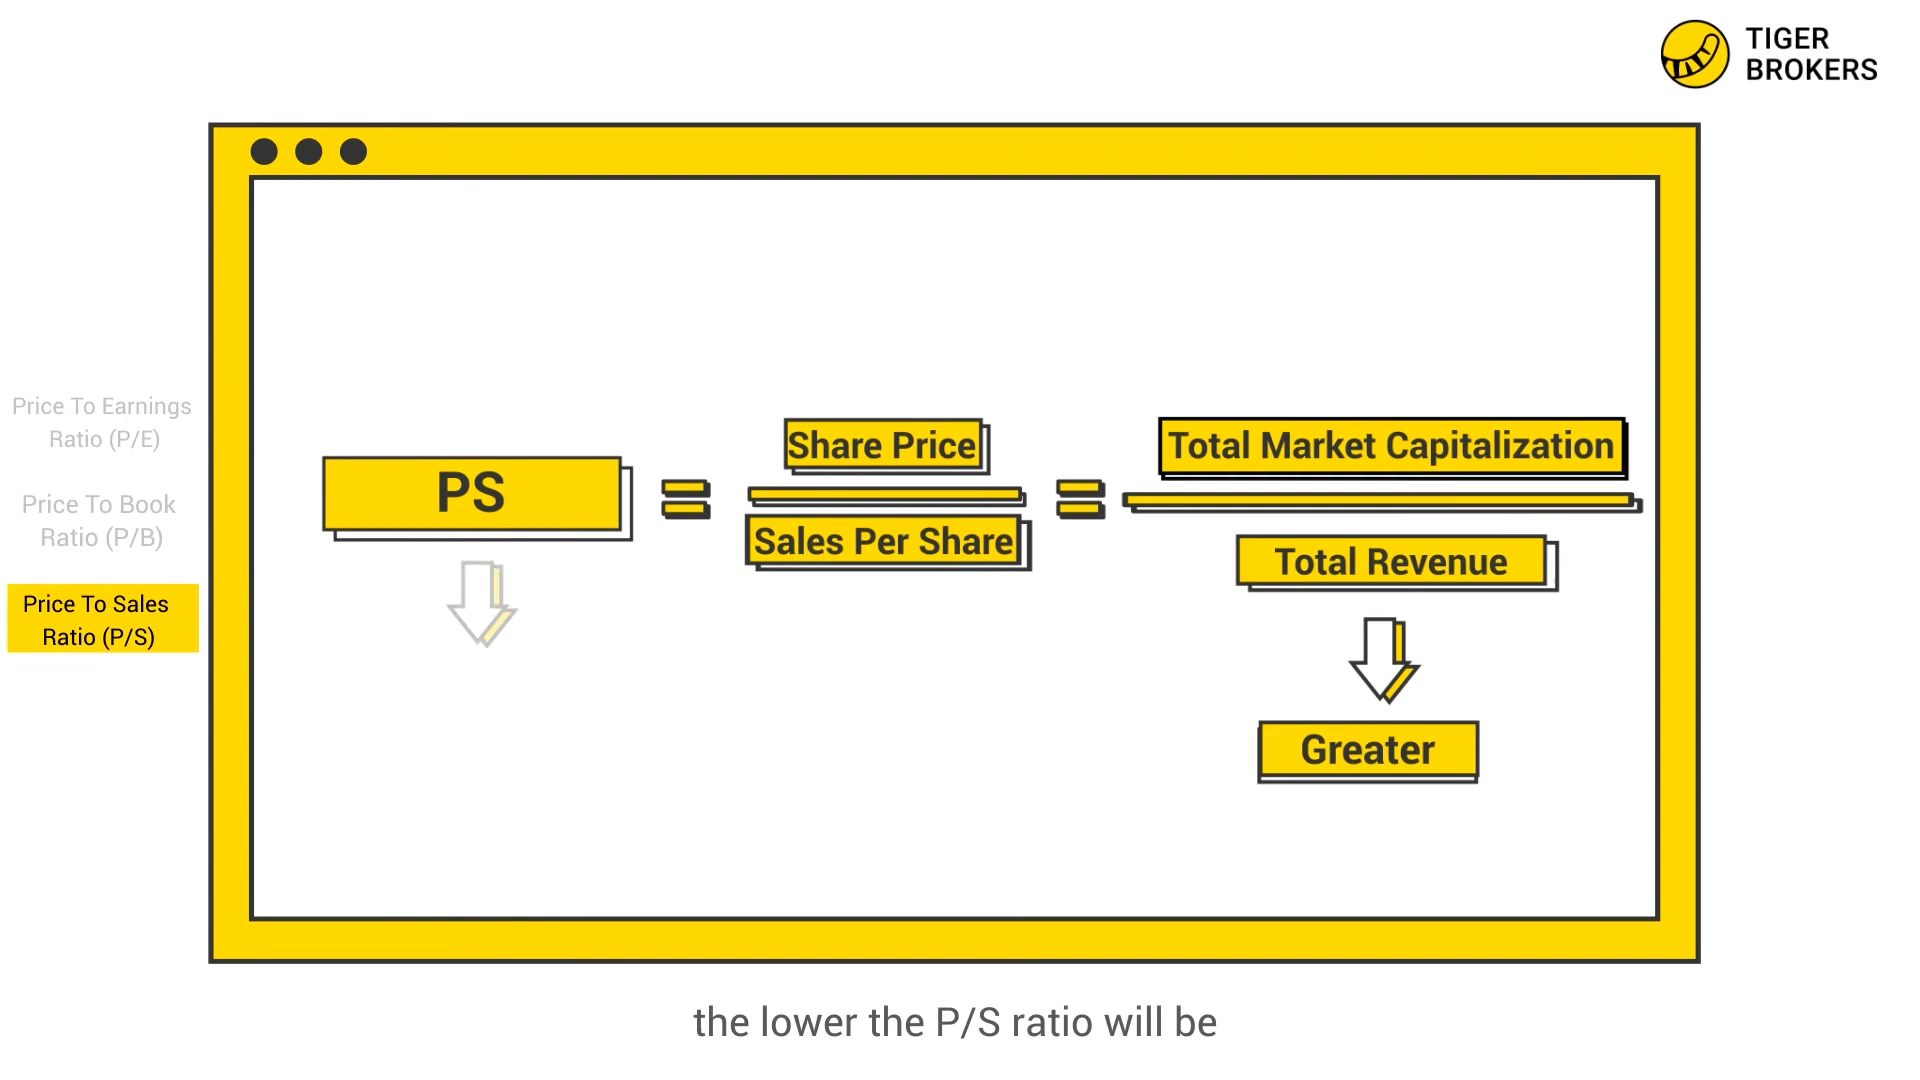 TIGER
BROKERS
Price To Earnings
Ratio (P/E)
Price To Book
Ratio (P/B)
Price To Sales
Ratio (P/S)
PS
Share Price
Sales Per Share
Total Market Capitalization
Total Revenue
Greater
the lower the P/S ratio will be